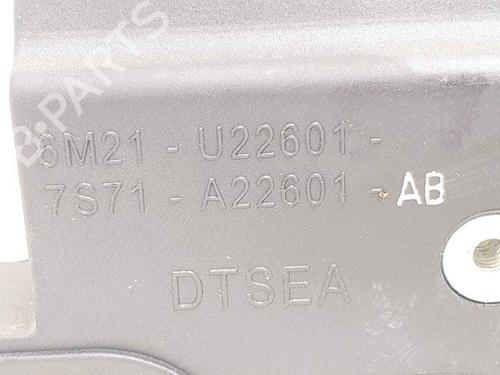 B-PARTS
6M21 - U22601 -
7S71 - A22601 - AB
DTSEA